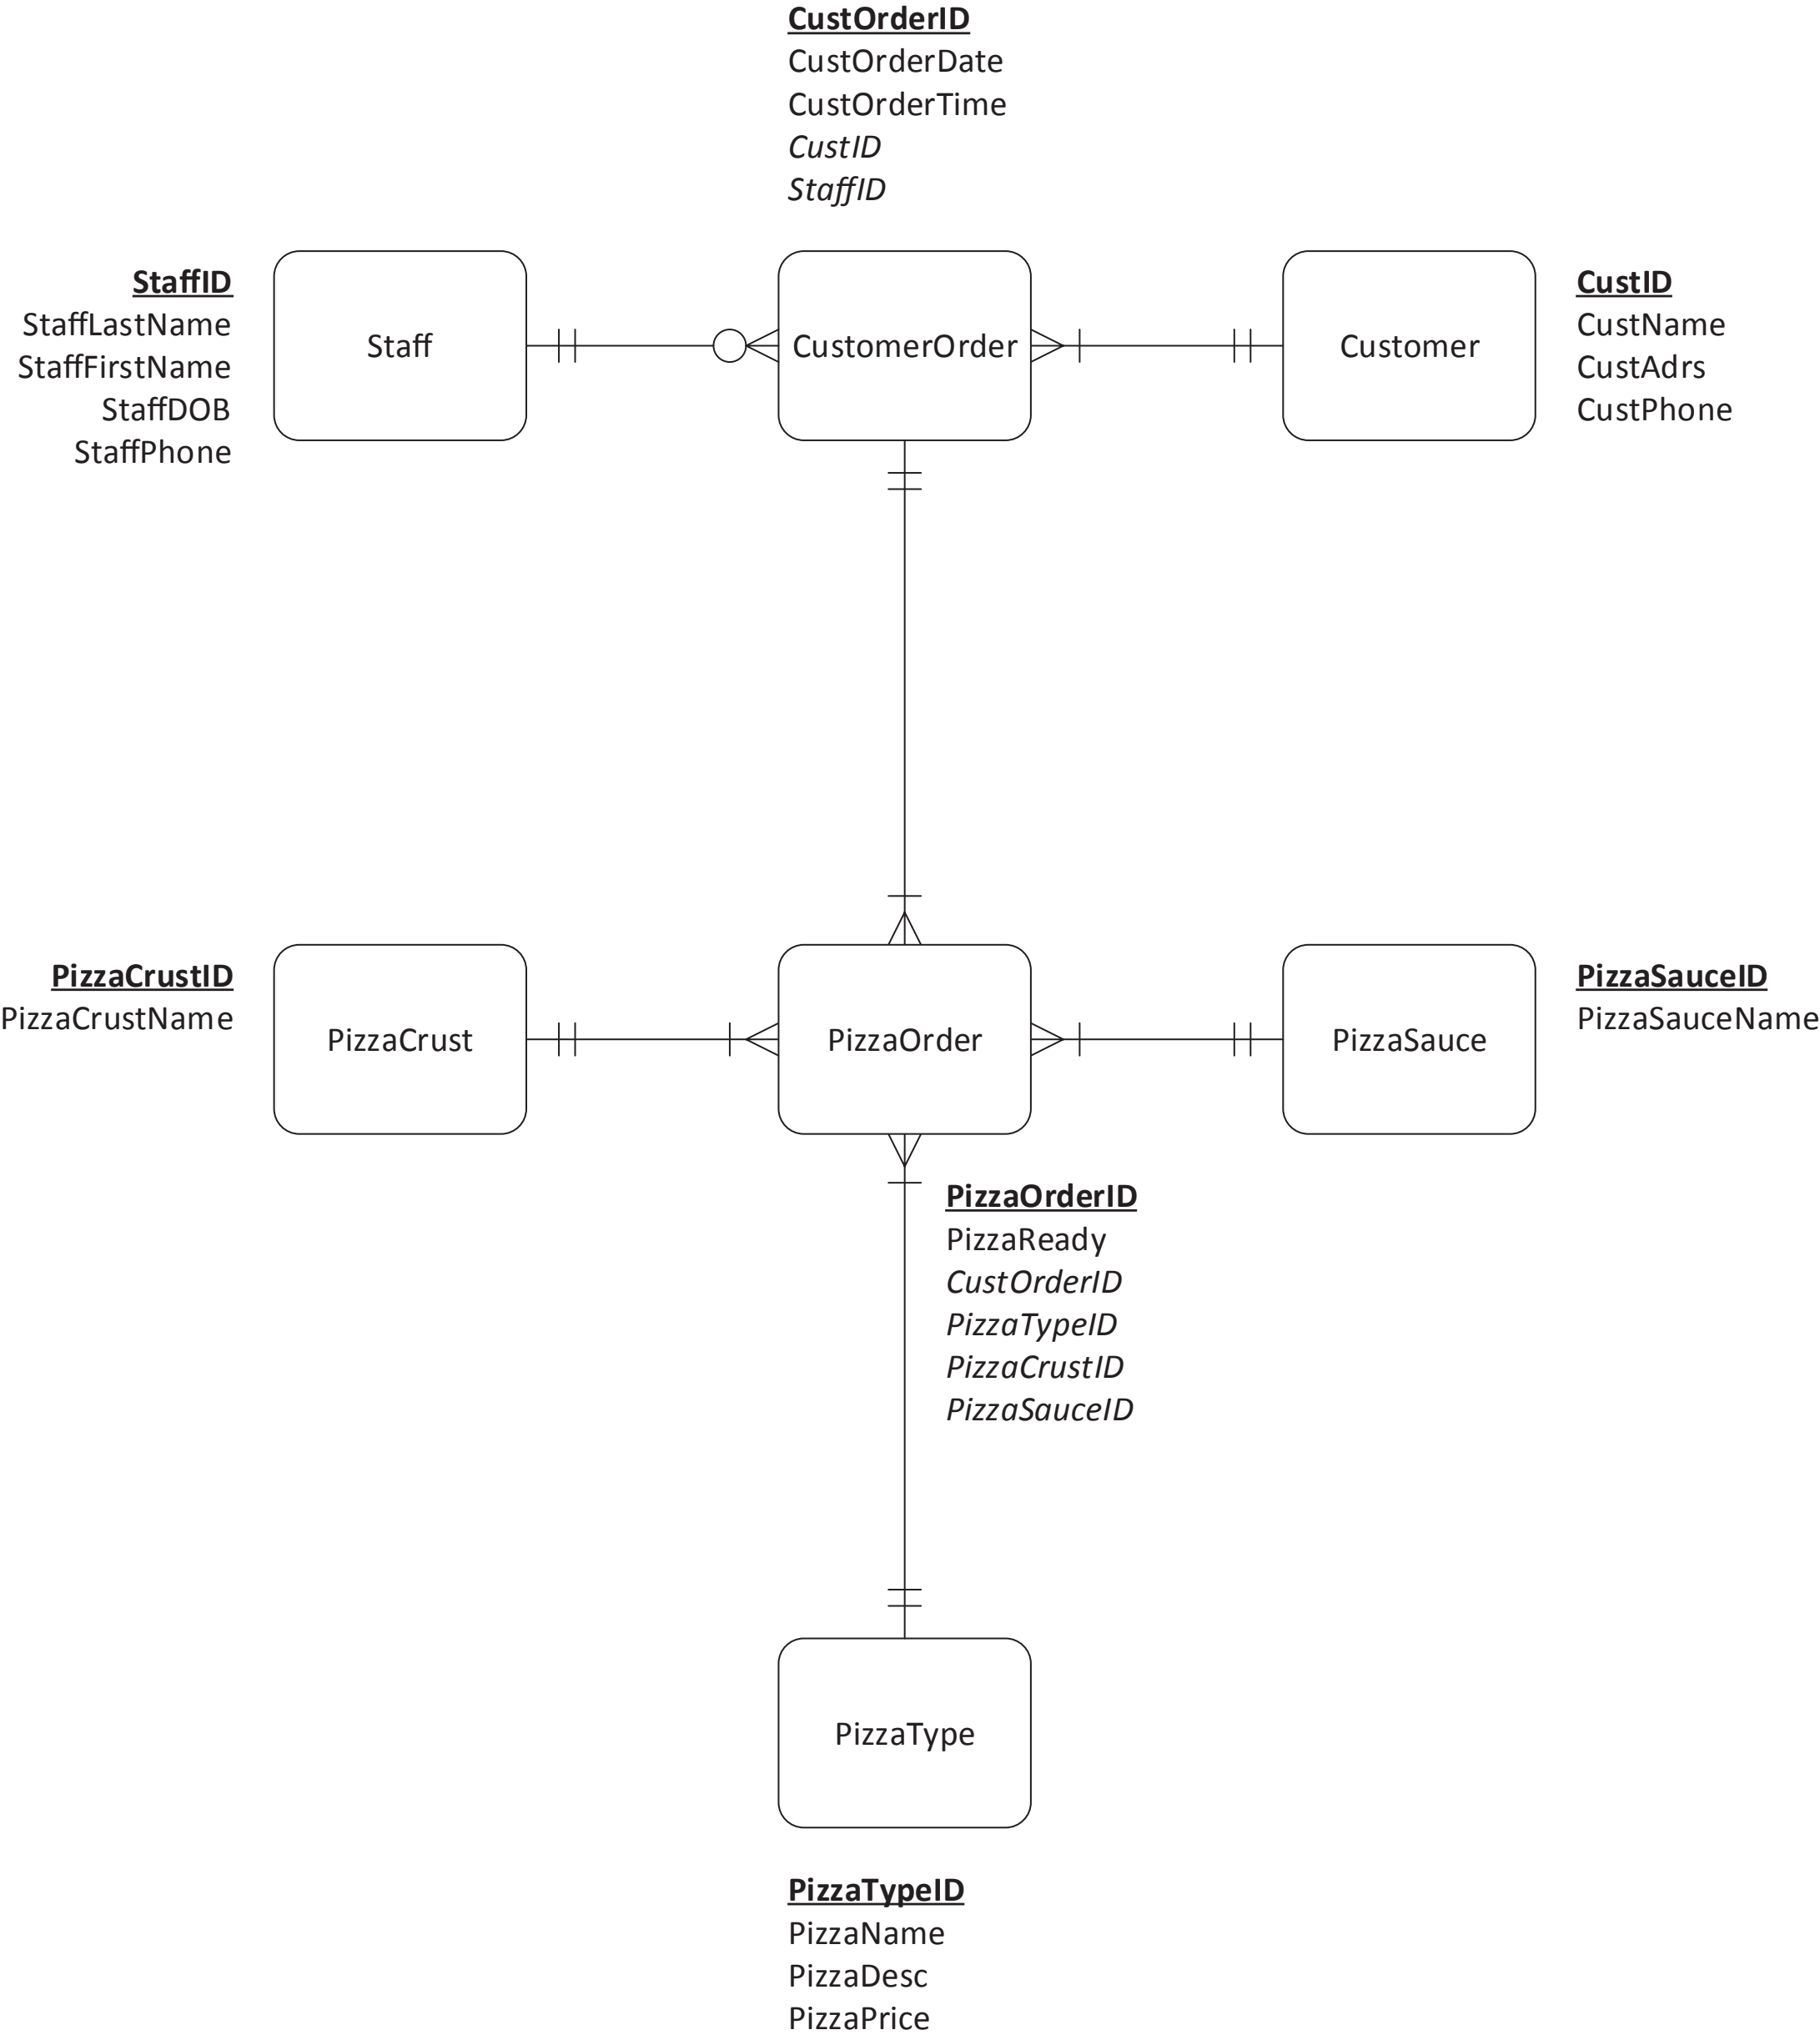 CustOrderID
CustOrderDate
CustOrderTime
CustID
StaffID
StaffID
StaffLastName
StaffFirstName
StaffDOB
StaffPhone
Staff
CustomerOrder
Customer
CustID
CustName
CustAdrs
CustPhone
PizzaCrustID
PizzaCrustName
PizzaCrust
PizzaOrder
PizzaSauce
PizzaSauceID
PizzaSauceName
PizzaOrderID
PizzaReady
CustOrderID
PizzaTypeID
PizzaCrustID
PizzaSauceID
PizzaType
PizzaTypeID
PizzaName
PizzaDesc
PizzaPrice